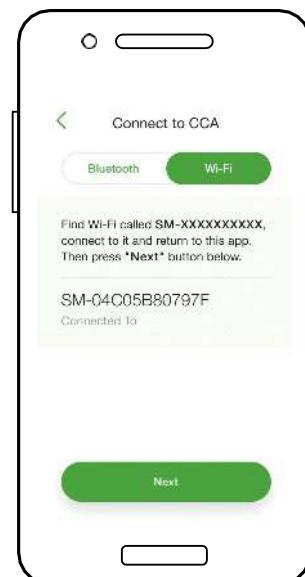 Connect to CCA
Bluetooth
Wi-Fi
Find Wi-Fi called SM-XXXXXXXXXX,
connect to it and return to this app.
Then press "Next" button below.
SM-04C05B80797F
Connected To
Next